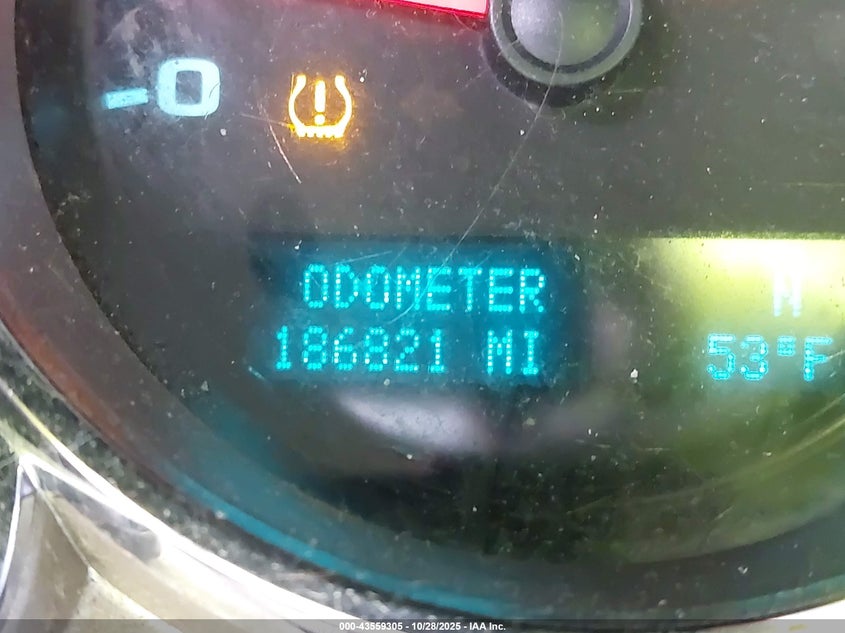 -0
ODOMETER
186821 MI
W
53°F
000-43559305 - 10/28/2025 - IAA Inc.